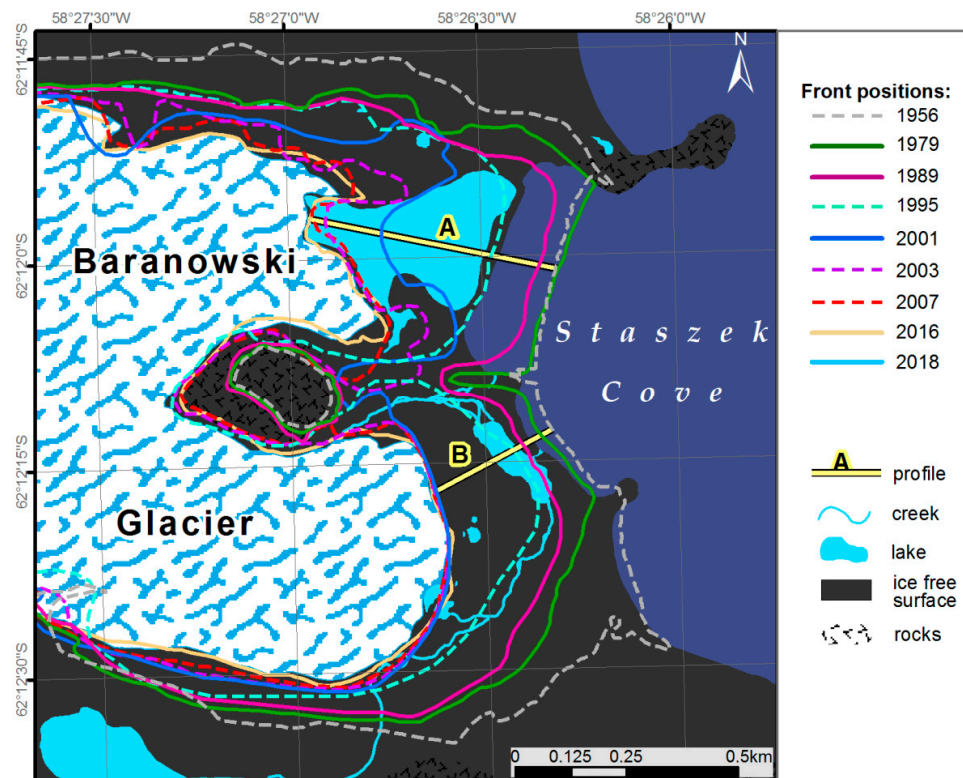 58°27'30"W
58°27'0"W
58°26'30"W
58°26'0"W
62°11'45"S
62°12'0"S
62°12'15"S
62°12'30"S
N
A
Baranowski
Staszek
Cove
B
Glacier
0 0.125 0.25 0.5km
Front positions:
1956
1979
1989
1995
2001
2003
2007
2016
2018
A
profile
creek
lake
ice free
surface
rocks